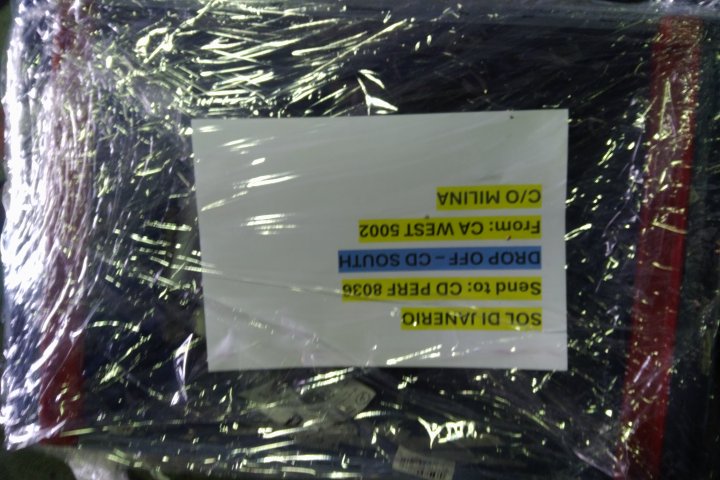 SOL DI JANERIO
Send to: CD PERF 8036
DROP OFF – CD SOUTH
From: CA WEST 5002
C/O MILINA